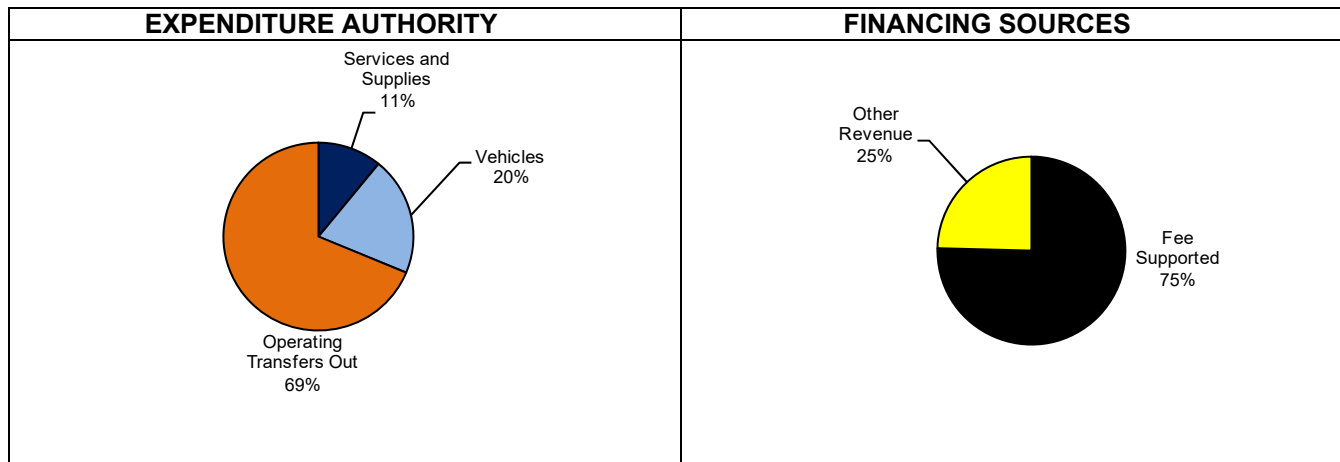 EXPENDITURE AUTHORITY
Services and
Supplies
11%
Vehicles
20%
Operating
Transfers Out
69%
FINANCING SOURCES
Other
Revenue
25%
Fee
Supported
75%